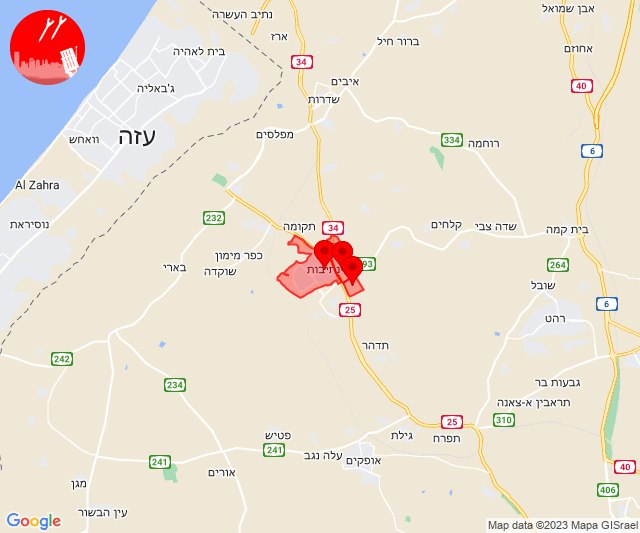 אבן שמואל
נתיב העשרה
ארז
ברור חיל
אחוזם
בית לאהיה
34
איבים
40
ג'באליה
שדרות
עזה
וואחש
מפלסים
334
רוחמה
6
Al Zahra
232
נוסיראת
תקומה
34
קלחים
שדה צבי
בית קמה
כפר מימון
שוקדה
בארי
נתיבות
293
264
שובל
25
6
רהט
242
תדהר
234
גבעות בר
תראבין א-צאנה
310
25
פטיש
גילת
תפרח
241
עלה נגב
241
אופקים
אורים
40
מגן
406
עין הבשור
Google
Map data ©2023 Mapa GISrael